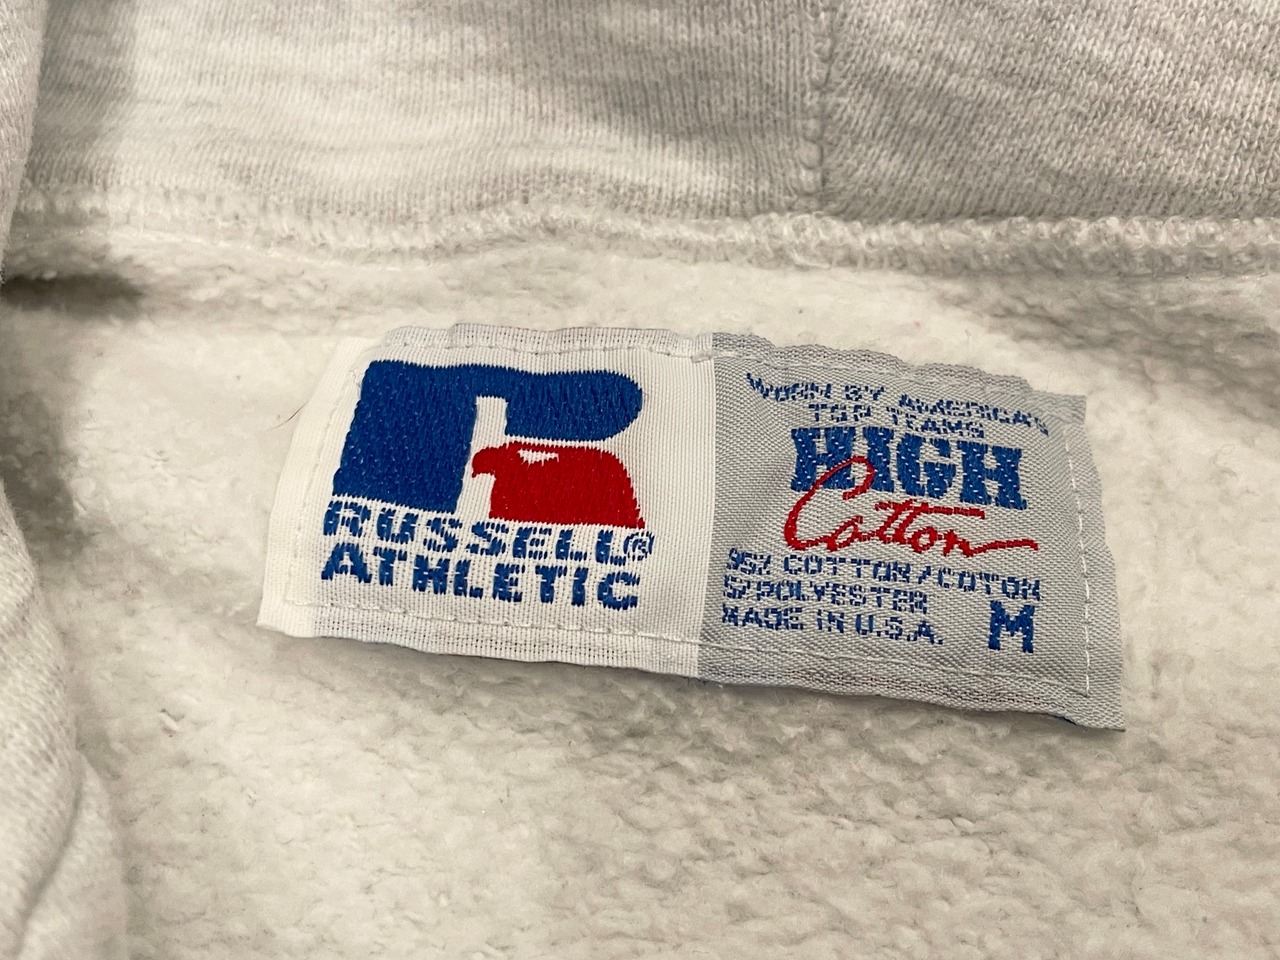 RUSSELL®
ATHLETIC
WORN BY AMERICA'S
TOP TEAMS
HIGH
Cotton
95% COTTON/COTON
5/POLYESTER
MADE IN U.S.A.
M